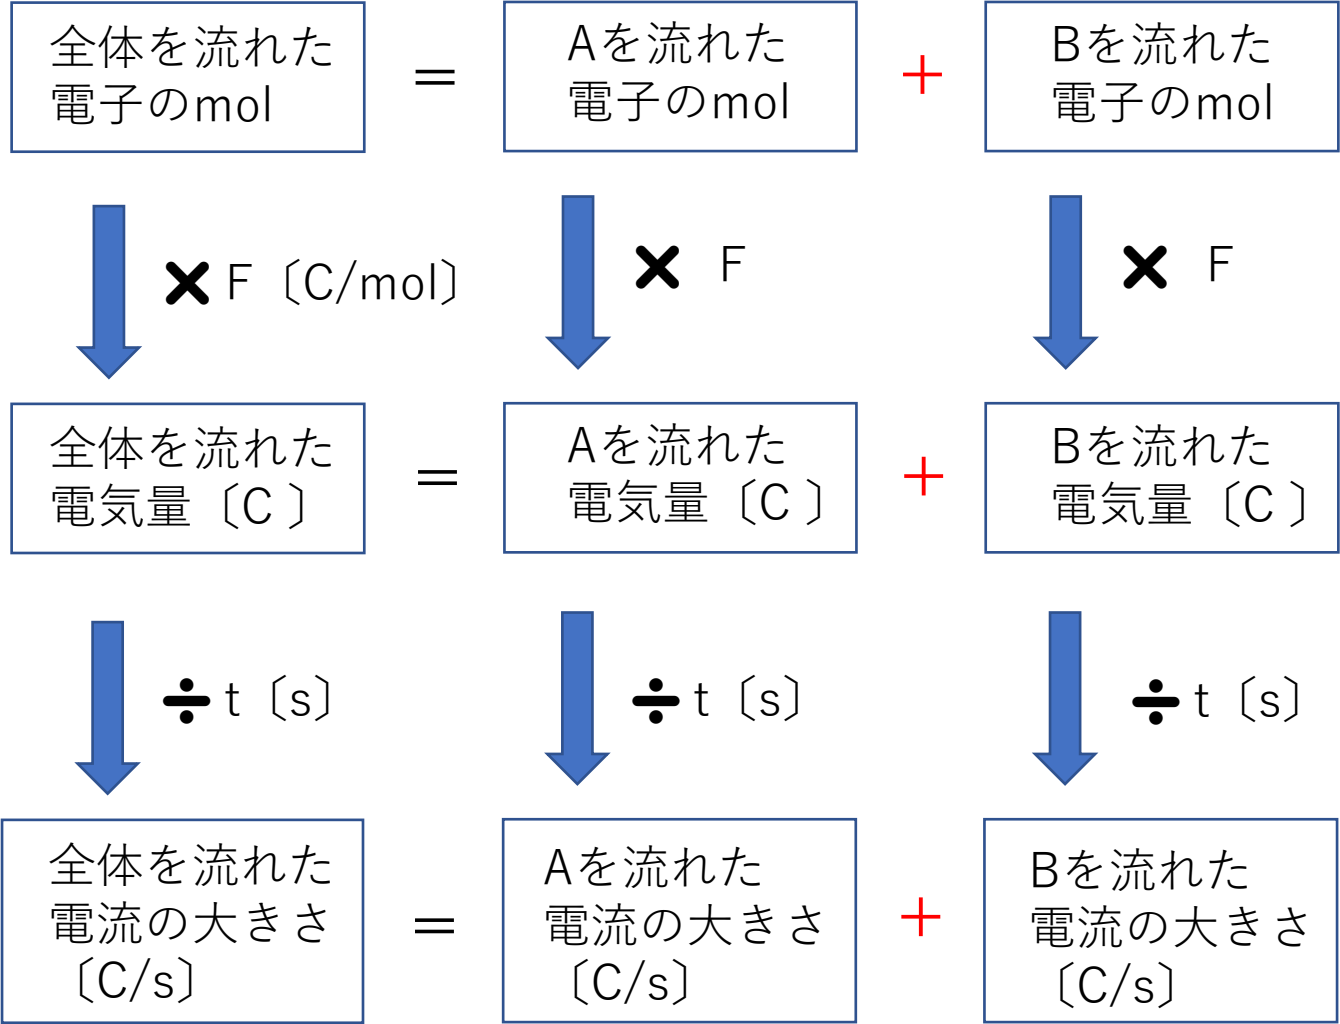 全体を流れた
電子のmol
＝
Aを流れた
電子のmol
＋
Bを流れた
電子のmol
× F〔C/mol〕
× F
× F
全体を流れた
電気量〔C 〕
＝
Aを流れた
電気量〔C 〕
＋
Bを流れた
電気量〔C 〕
÷ t〔s〕
÷ t〔s〕
÷ t〔s〕
全体を流れた
電流の大きさ
〔C/s〕
＝
Aを流れた
電流の大きさ
〔C/s〕
＋
Bを流れた
電流の大きさ
〔C/s〕